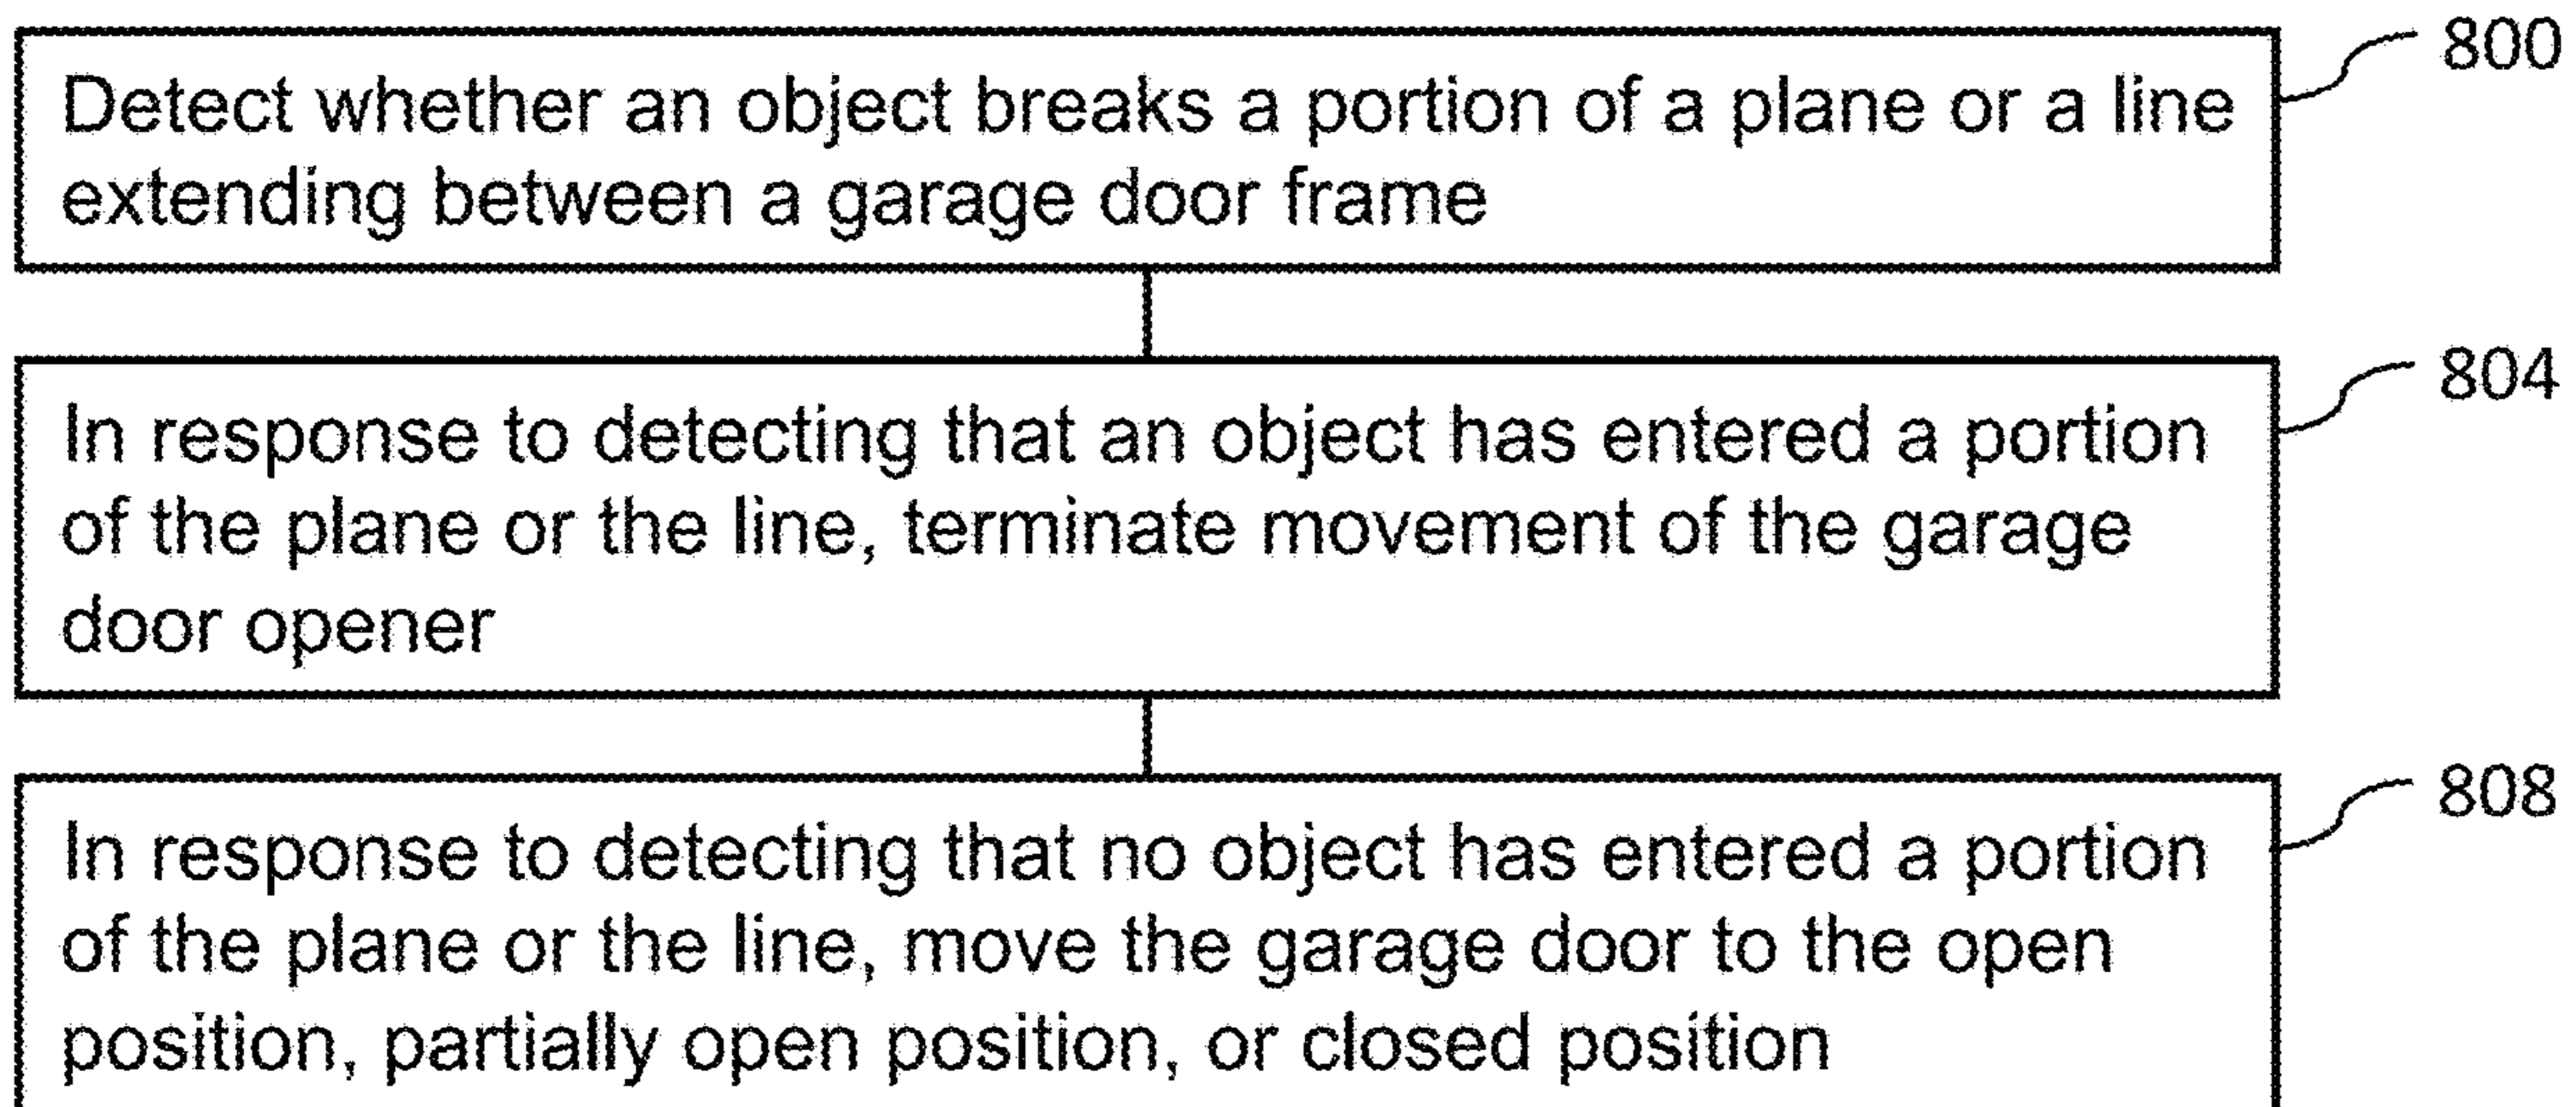 800
Detect whether an object breaks a portion of a plane or a line
extending between a garage door frame
804
In response to detecting that an object has entered a portion
of the plane or the line, terminate movement of the garage
door opener
808
In response to detecting that no object has entered a portion
of the plane or the line, move the garage door to the open
position, partially open position, or closed position